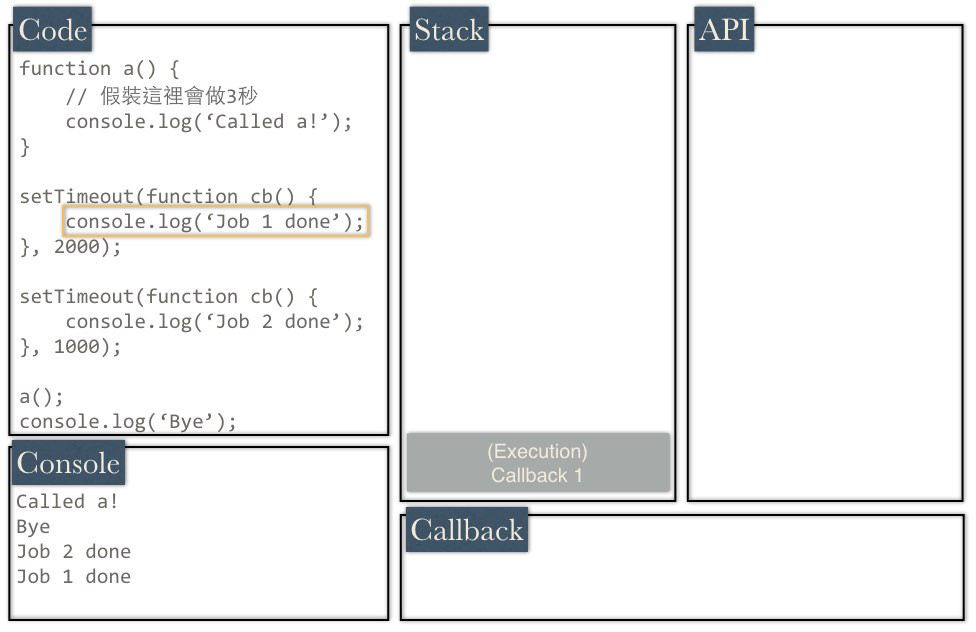 Code
function a() {
    // 假裝這裡會做3秒
    console.log(‘Called a!’);
}
setTimeout(function cb() {
    console.log(‘Job 1 done’);
}, 2000);
setTimeout(function cb() {
    console.log(‘Job 2 done’);
}, 1000);
a();
console.log(‘Bye’);
Console
Called a!
Bye
Job 2 done
Job 1 done
Stack
(Execution)
Callback 1
API
Callback